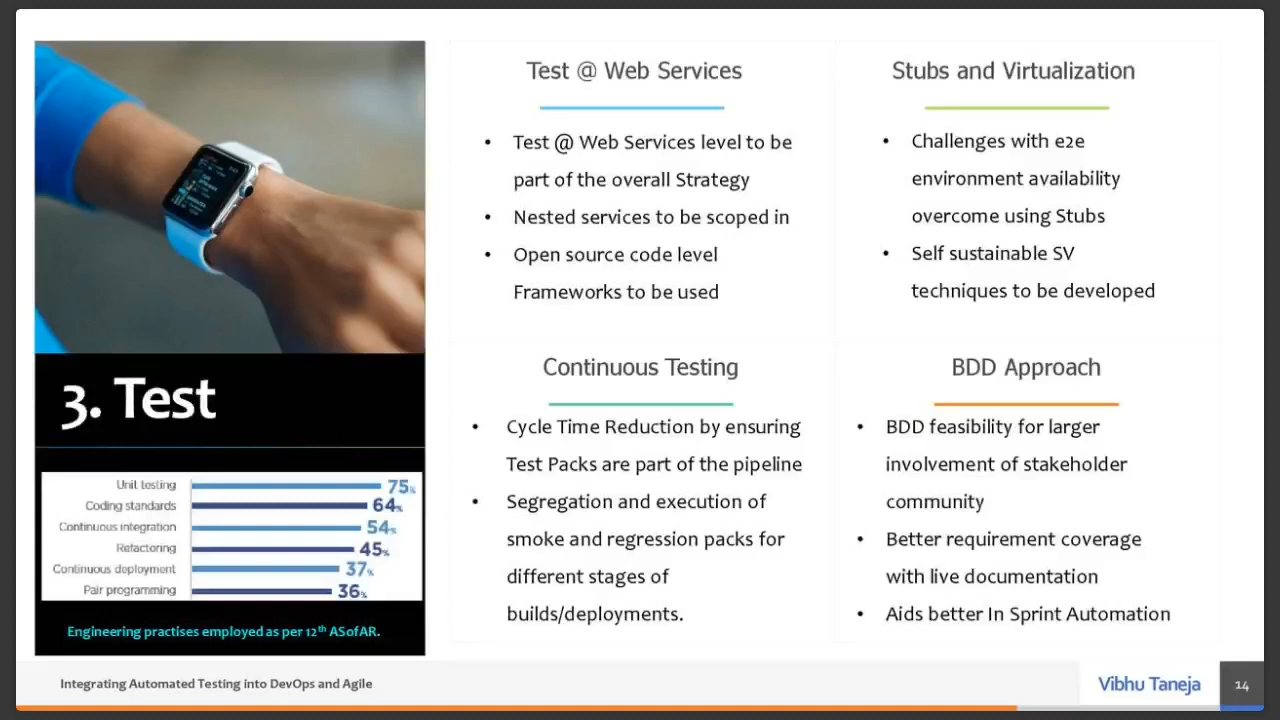 3. Test
Unit testing 75%
Coding standards 64%
Continuous integration 54%
Refactoring 45%
Continuous deployment 37%
Pair programming 36%
Engineering practises employed as per 12th ASofAR.
Test @ Web Services
• Test @ Web Services level to be
part of the overall Strategy
• Nested services to be scoped in
• Open source code level
Frameworks to be used
Stubs and Virtualization
• Challenges with e2e
environment availability
overcome using Stubs
• Self sustainable SV
techniques to be developed
Continuous Testing
• Cycle Time Reduction by ensuring
Test Packs are part of the pipeline
• Segregation and execution of
smoke and regression packs for
different stages of
builds/deployments.
BDD Approach
• BDD feasibility for larger
involvement of stakeholder
community
• Better requirement coverage
with live documentation
• Aids better In Sprint Automation
Integrating Automated Testing into DevOps and Agile
Vibhu Taneja
14